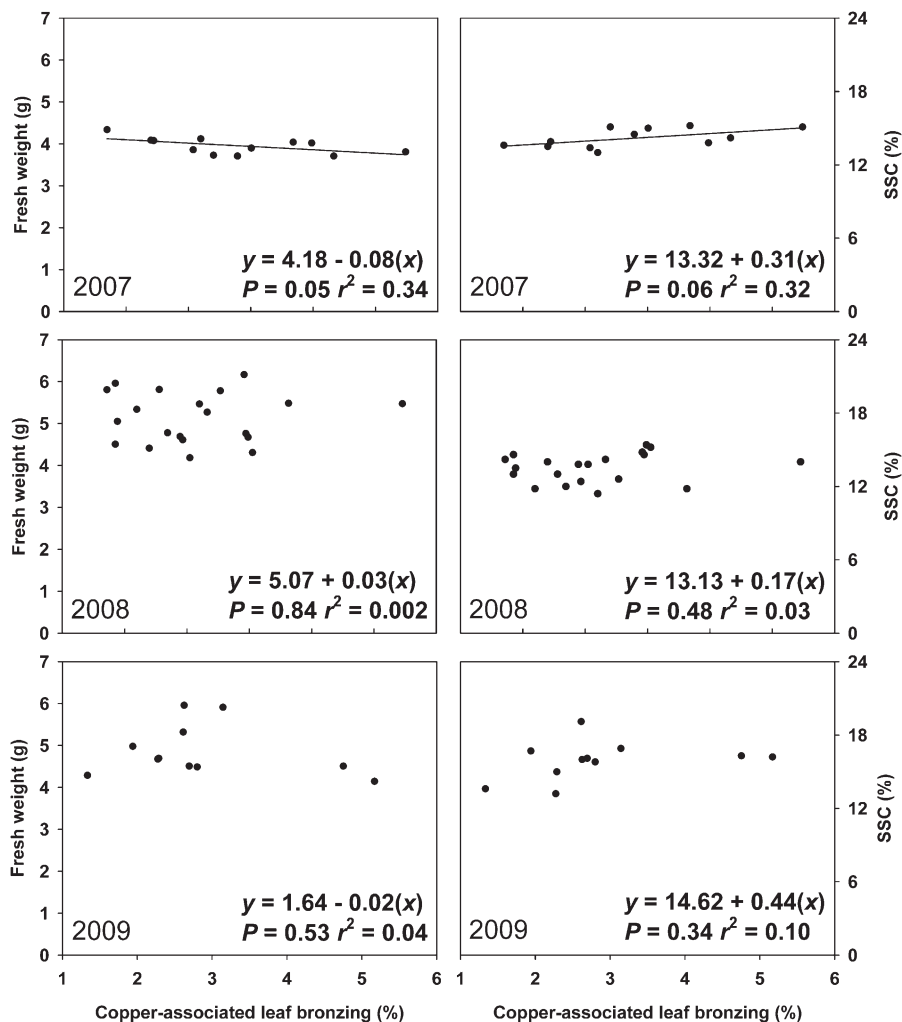 7
6
5
4
3
2
1
0
Fresh weight (g)
2007
y = 4.18 - 0.08(x)
P = 0.05 r² = 0.34
24
18
12
6
0
SSC (%)
2007
y = 13.32 + 0.31(x)
P = 0.06 r² = 0.32
7
6
5
4
3
2
1
0
Fresh weight (g)
2008
y = 5.07 + 0.03(x)
P = 0.84 r² = 0.002
24
18
12
6
0
SSC (%)
2008
y = 13.13 + 0.17(x)
P = 0.48 r² = 0.03
7
6
5
4
3
2
1
0
Fresh weight (g)
2009
y = 1.64 - 0.02(x)
P = 0.53 r² = 0.04
1 2 3 4 5 6
Copper-associated leaf bronzing (%)
24
18
12
6
0
SSC (%)
2009
y = 14.62 + 0.44(x)
P = 0.34 r² = 0.10
1 2 3 4 5 6
Copper-associated leaf bronzing (%)